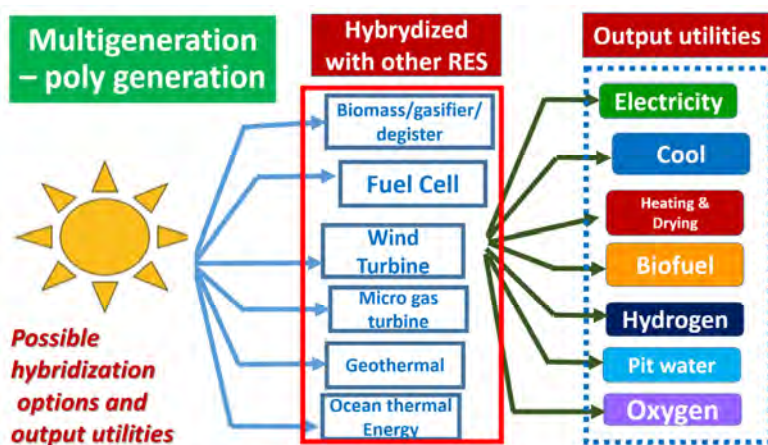 Multigeneration
– poly generation
Hybrydized
with other RES
Output utilities
Biomass/gasifier/
degister
Fuel Cell
Wind
Turbine
Micro gas
turbine
Geothermal
Ocean thermal
Energy
Electricity
Cool
Heating &
Drying
Biofuel
Hydrogen
Pit water
Oxygen
Possible
hybridization
options and
output utilities